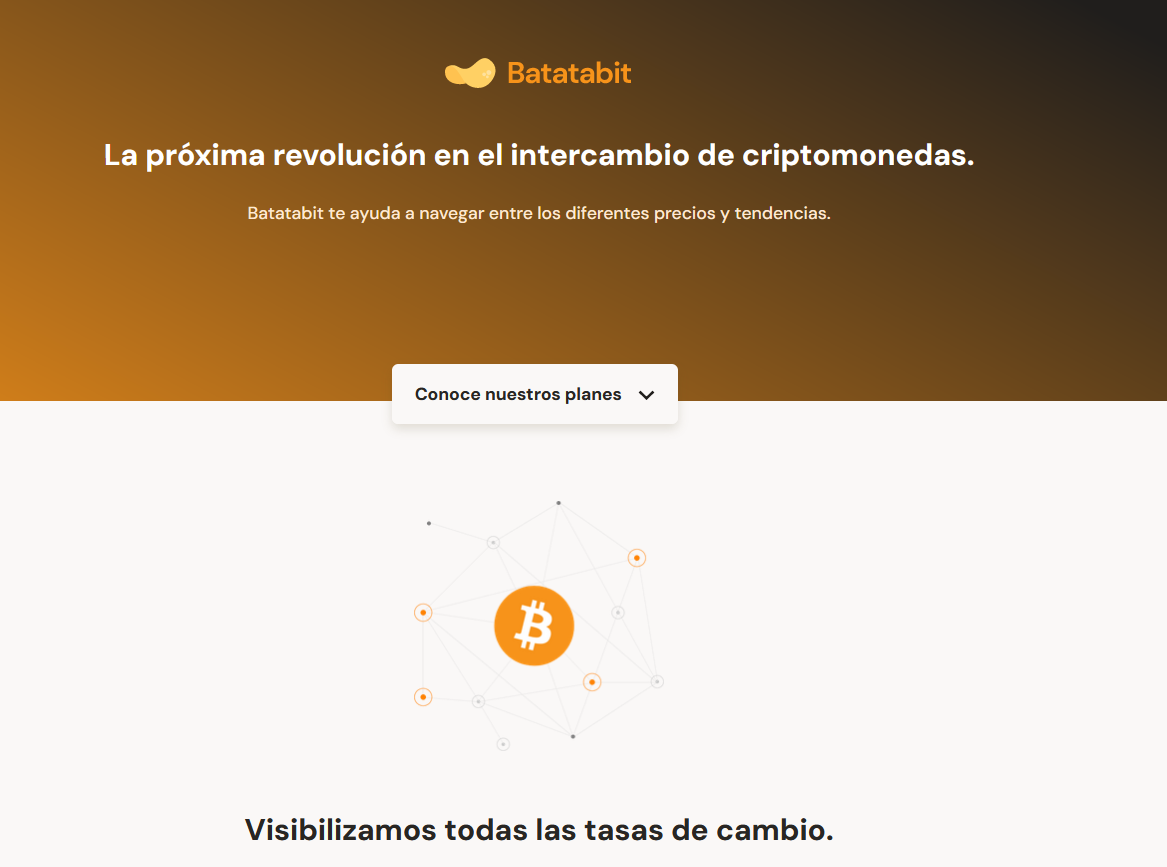 Batatabit
La próxima revolución en el intercambio de criptomonedas.
Batatabit te ayuda a navegar entre los diferentes precios y tendencias.
Conoce nuestros planes
Visibilizamos todas las tasas de cambio.